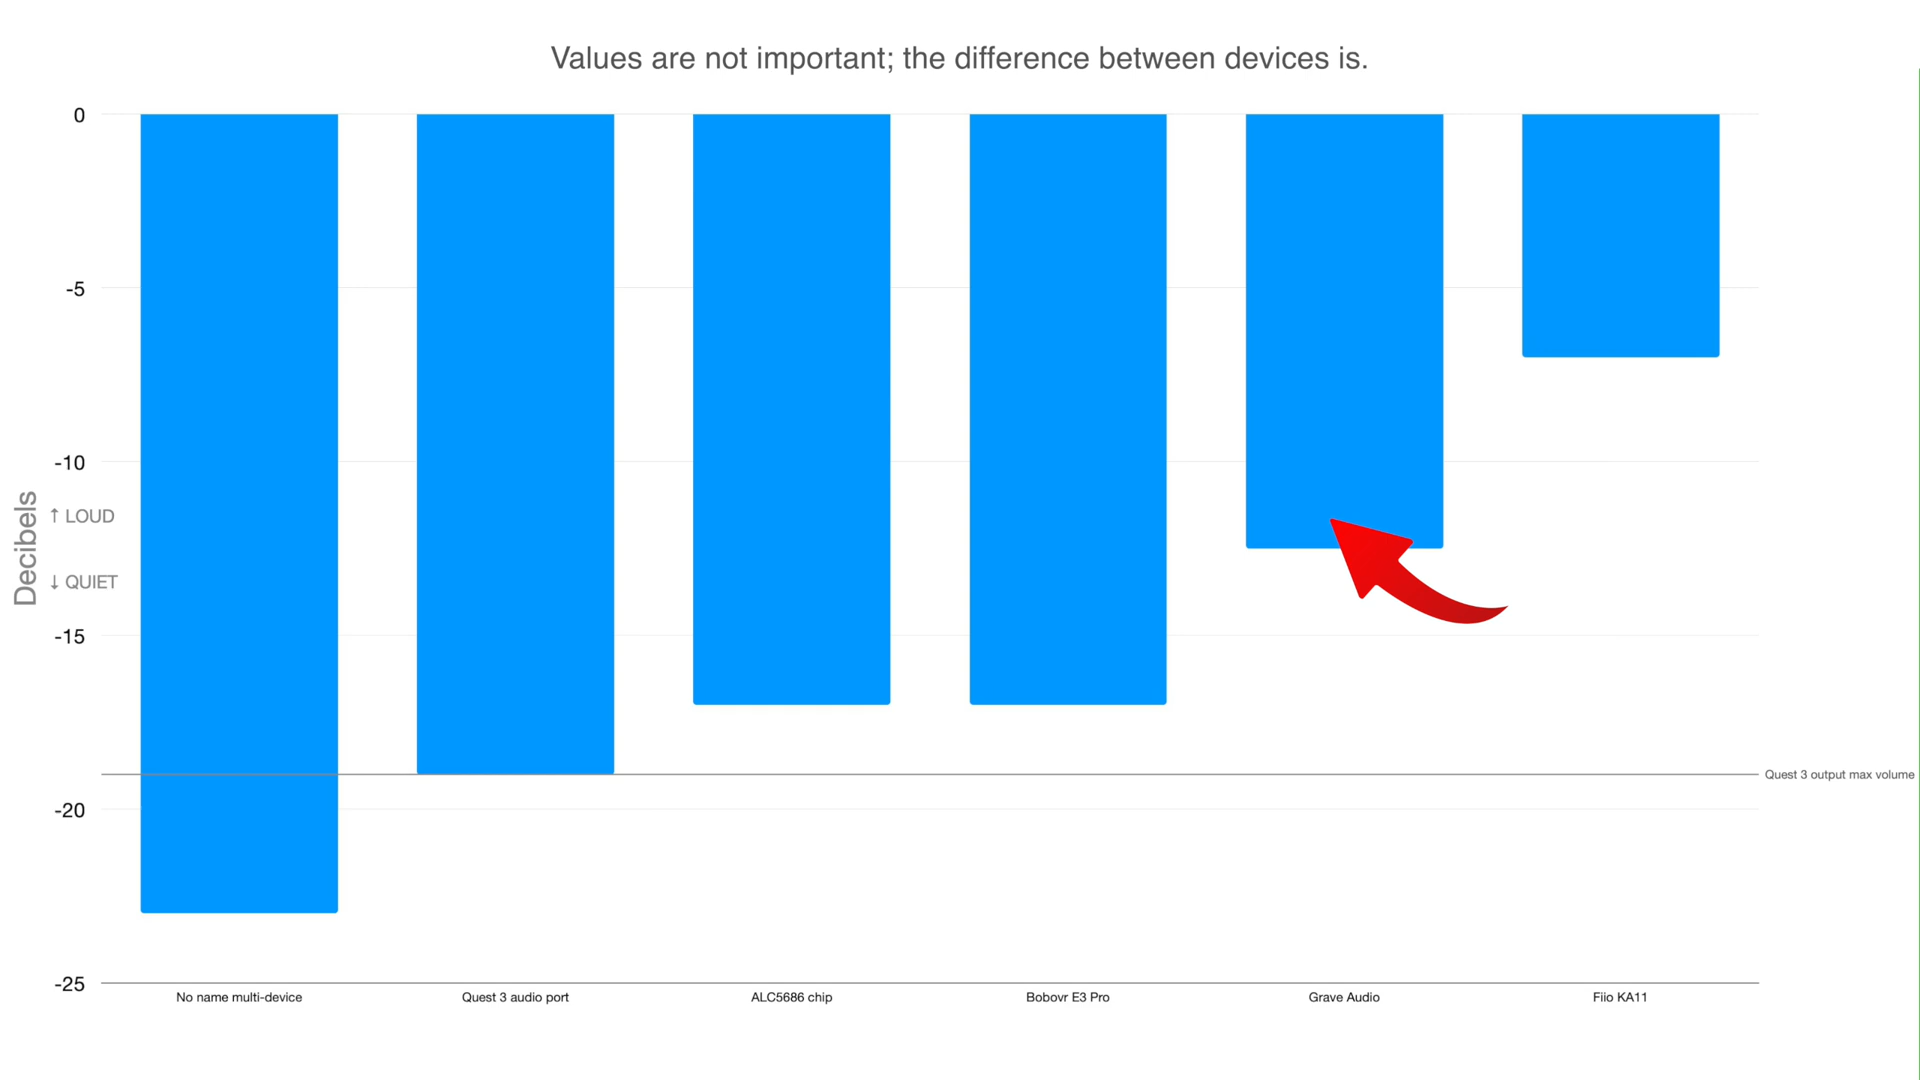 Values are not important; the difference between devices is.
0
-5
-10
↑ LOUD
Decibels
↓ QUIET
-15
Quest 3 output max volume
-20
-25
No name multi-device
Quest 3 audio port
ALC5686 chip
Bobovr E3 Pro
Grave Audio
Fiio KA11